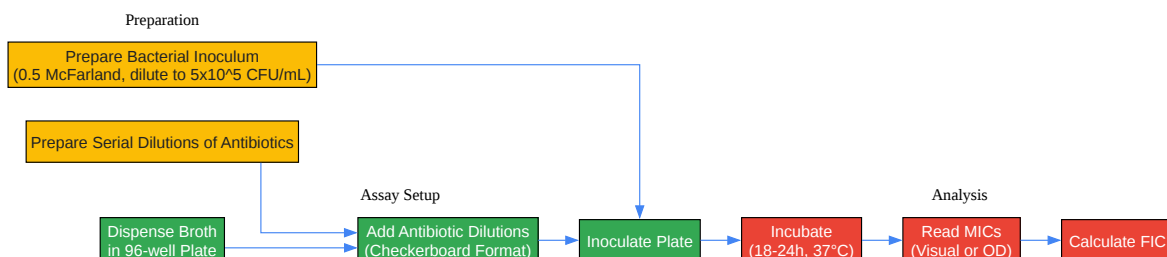 Preparation
Prepare Bacterial Inoculum
(0.5 McFarland, dilute to 5x10^5 CFU/mL)
Prepare Serial Dilutions of Antibiotics
Assay Setup
Analysis
Dispense Broth
in 96-well Plate
Add Antibiotic Dilutions
(Checkerboard Format)
Inoculate Plate
Incubate
(18-24h, 37°C)
Read MICs
(Visual or OD)
Calculate FIC